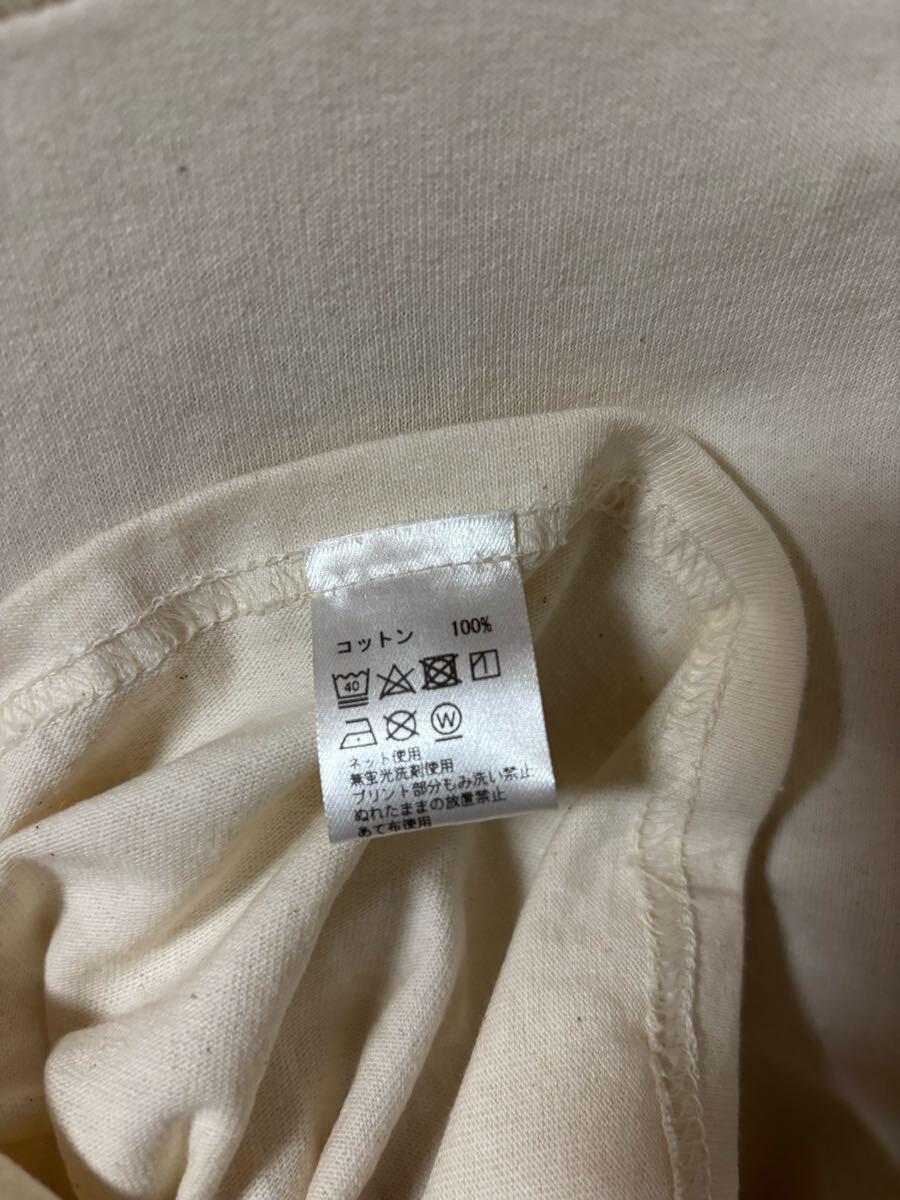 コットン 100%
40
W
ネット使用
無蛍光洗剤使用
プリント部分もみ洗い禁止
ぬれたままの放置禁止
あて布使用